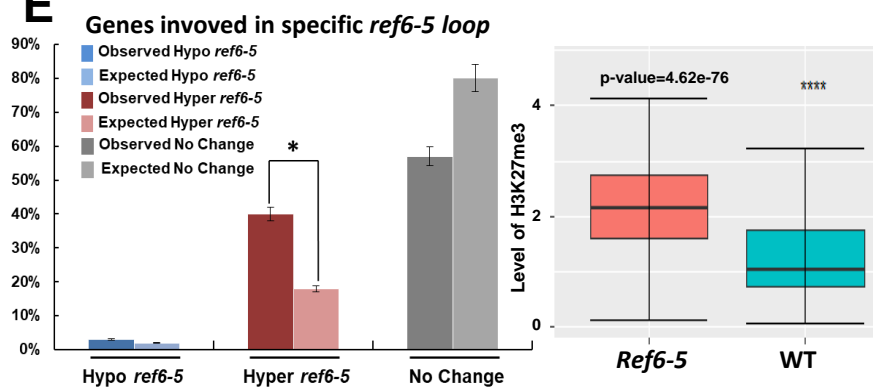 E
Genes invoved in specific ref6-5 loop
90%
80%
70%
60%
50%
40%
30%
20%
10%
0%
Observed Hypo ref6-5
Expected Hypo ref6-5
Observed Hyper ref6-5
Expected Hyper ref6-5
Observed No Change
Expected No Change
*
Hypo ref6-5
Hyper ref6-5
No Change
Level of H3K27me3
4
2
0
p-value=4.62e-76
****
Ref6-5
WT